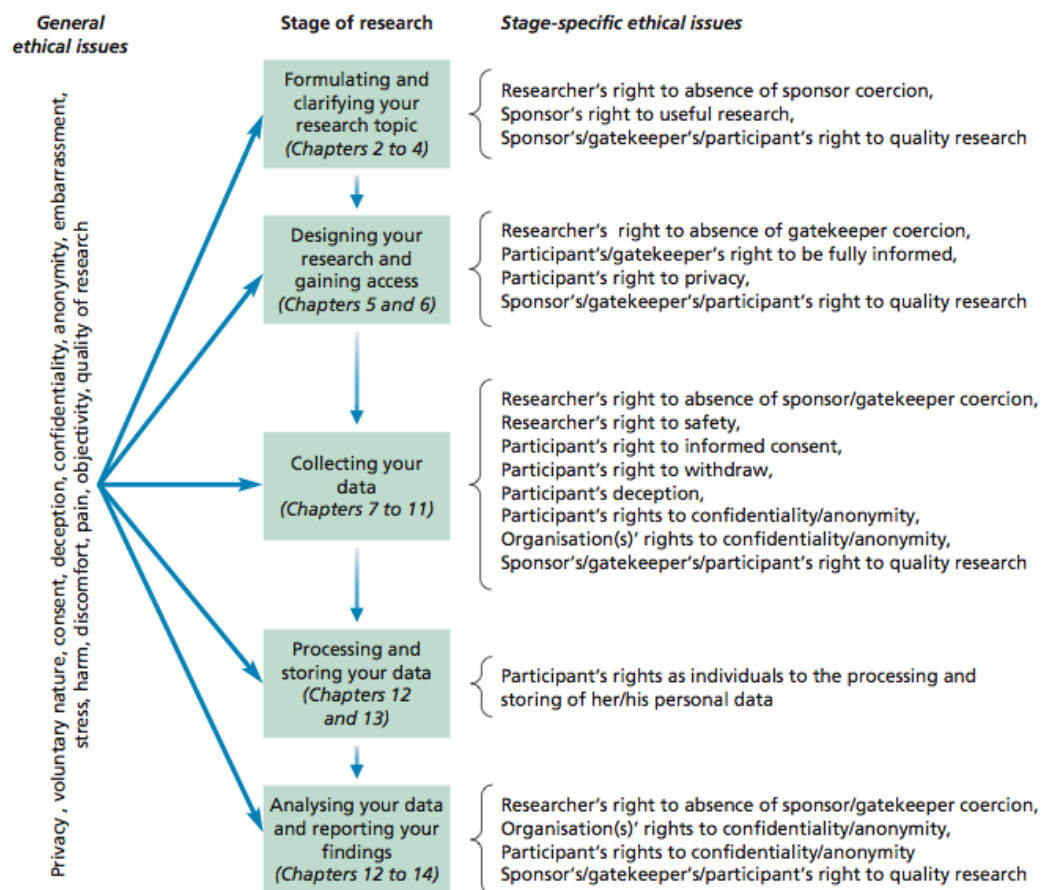 General
ethical issues
Stage of research
Stage-specific ethical issues
Privacy , voluntary nature, consent, deception, confidentiality, anonymity, embarrassment,
stress, harm, discomfort, pain, objectivity, quality of research
Formulating and
clarifying your
research topic
(Chapters 2 to 4)
Researcher's right to absence of sponsor coercion,
Sponsor's right to useful research,
Sponsor's/gatekeeper's/participant's right to quality research
Designing your
research and
gaining access
(Chapters 5 and 6)
Researcher's right to absence of gatekeeper coercion,
Participant's/gatekeeper's right to be fully informed,
Participant's right to privacy,
Sponsor's/gatekeeper's/participant's right to quality research
Collecting your
data
(Chapters 7 to 11)
Researcher's right to absence of sponsor/gatekeeper coercion,
Researcher's right to safety,
Participant's right to informed consent,
Participant's right to withdraw,
Participant's deception,
Participant's rights to confidentiality/anonymity,
Organisation(s)' rights to confidentiality/anonymity,
Sponsor's/gatekeeper's/participant's right to quality research
Processing and
storing your data
(Chapters 12
and 13)
Participant's rights as individuals to the processing and
storing of her/his personal data
Analysing your data
and reporting your
findings
(Chapters 12 to 14)
Researcher's right to absence of sponsor/gatekeeper coercion,
Organisation(s)' rights to confidentiality/anonymity,
Participant's rights to confidentiality/anonymity
Sponsor's/gatekeeper's/participant's right to quality research